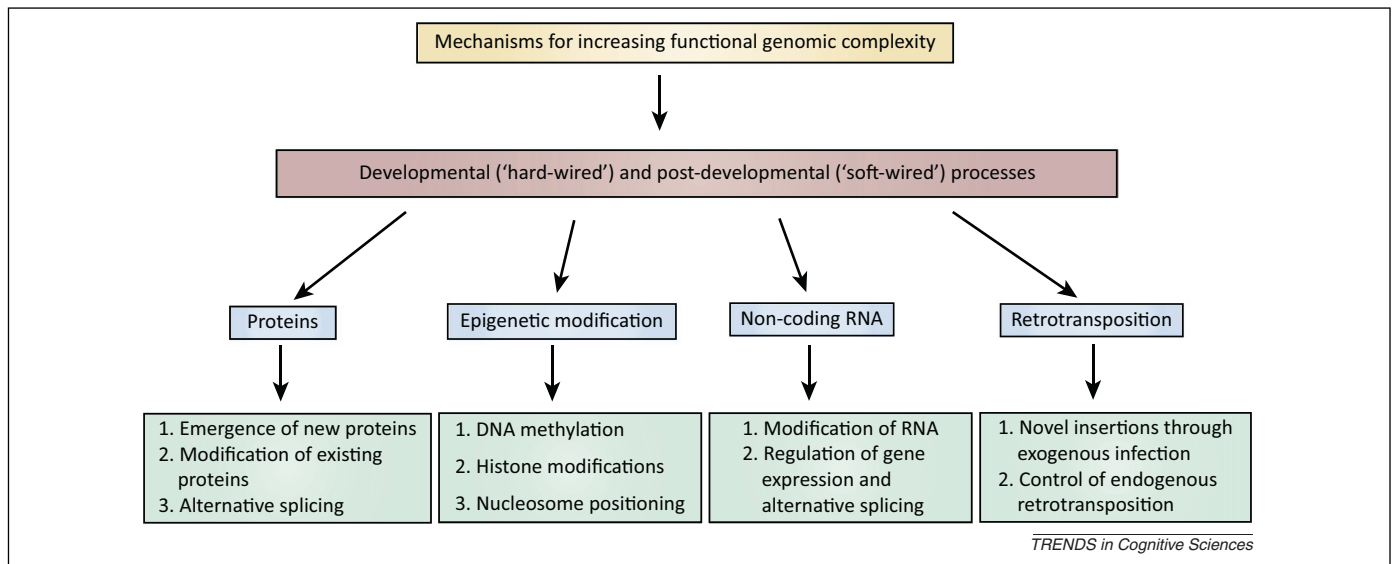 Mechanisms for increasing functional genomic complexity
Developmental (‘hard-wired’) and post-developmental (‘soft-wired’) processes
Proteins
Epigenetic modification
Non-coding RNA
Retrotransposition
1. Emergence of new proteins
2. Modification of existing
proteins
3. Alternative splicing
1. DNA methylation
2. Histone modifications
3. Nucleosome positioning
1. Modification of RNA
2. Regulation of gene
expression and
alternative splicing
1. Novel insertions through
exogenous infection
2. Control of endogenous
retrotransposition
TRENDS in Cognitive Sciences